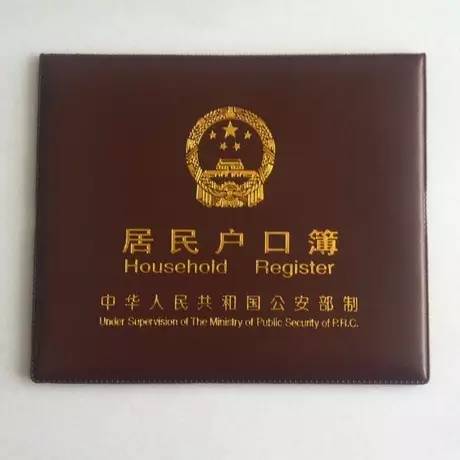 居民户口簿
Household Register
中华人民共和国公安部制
Under Supervision of The Ministry of Public Security of P.R.C.